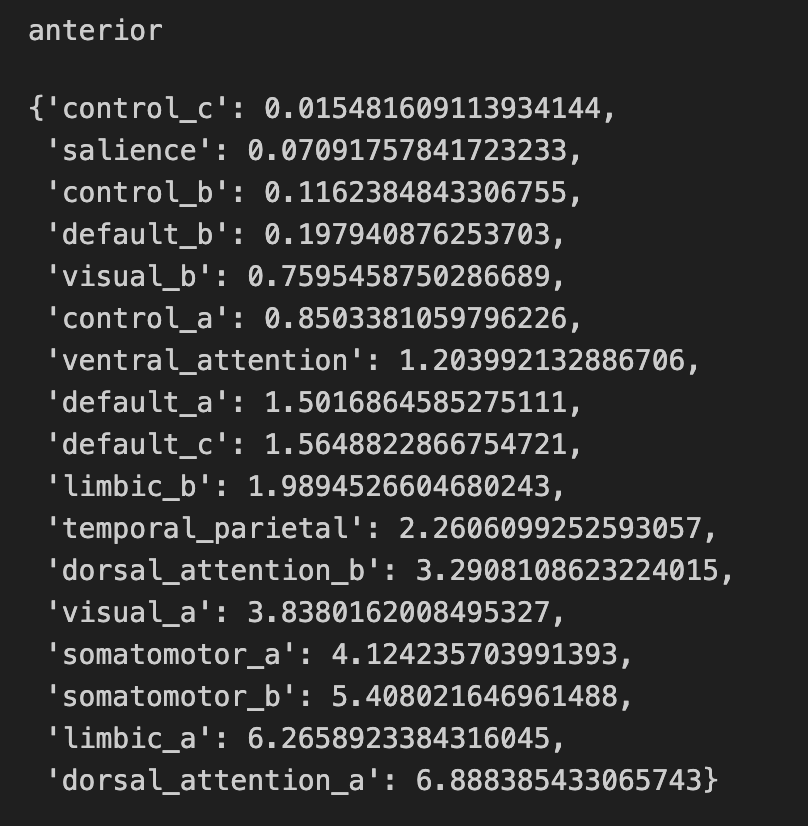 anterior
{'control_c': 0.015481609113934144,
'salience': 0.07091757841723233,
'control_b': 0.1162384843306755,
'default_b': 0.197940876253703,
'visual_b': 0.7595458750286689,
'control_a': 0.8503381059796226,
'ventral_attention': 1.203992132886706,
'default_a': 1.5016864585275111,
'default_c': 1.5648822866754721,
'limbic_b': 1.9894526604680243,
'temporal_parietal': 2.2606099252593057,
'dorsal_attention_b': 3.2908108623224015,
'visual_a': 3.8380162008495327,
'somatomotor_a': 4.124235703991393,
'somatomotor_b': 5.408021646961488,
'limbic_a': 6.2658923384316045,
'dorsal_attention_a': 6.888385433065743}